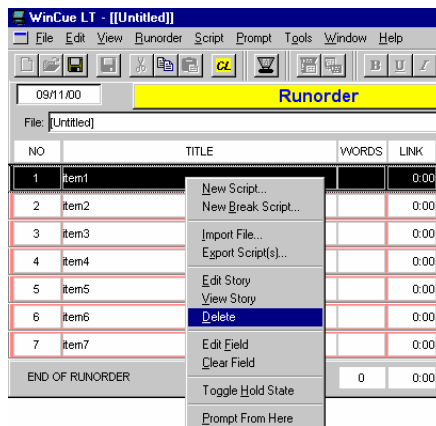 WinCue LT - [[Untitled]]
File Edit View Runorder Script Prompt Tools Window Help
CL B U I
09/11/00 Runorder
File: [Untitled]
NO TITLE WORDS LINK
1 item1 0:00
2 item2 0:00
3 item3 0:00
4 item4 0:00
5 item5 0:00
6 item6 0:00
7 item7 0:00
END OF RUNORDER 0 0:00
New Script...
New Break Script...
Import File...
Export Script(s)...
Edit Story
View Story
Delete
Edit Field
Clear Field
Toggle Hold State
Prompt From Here